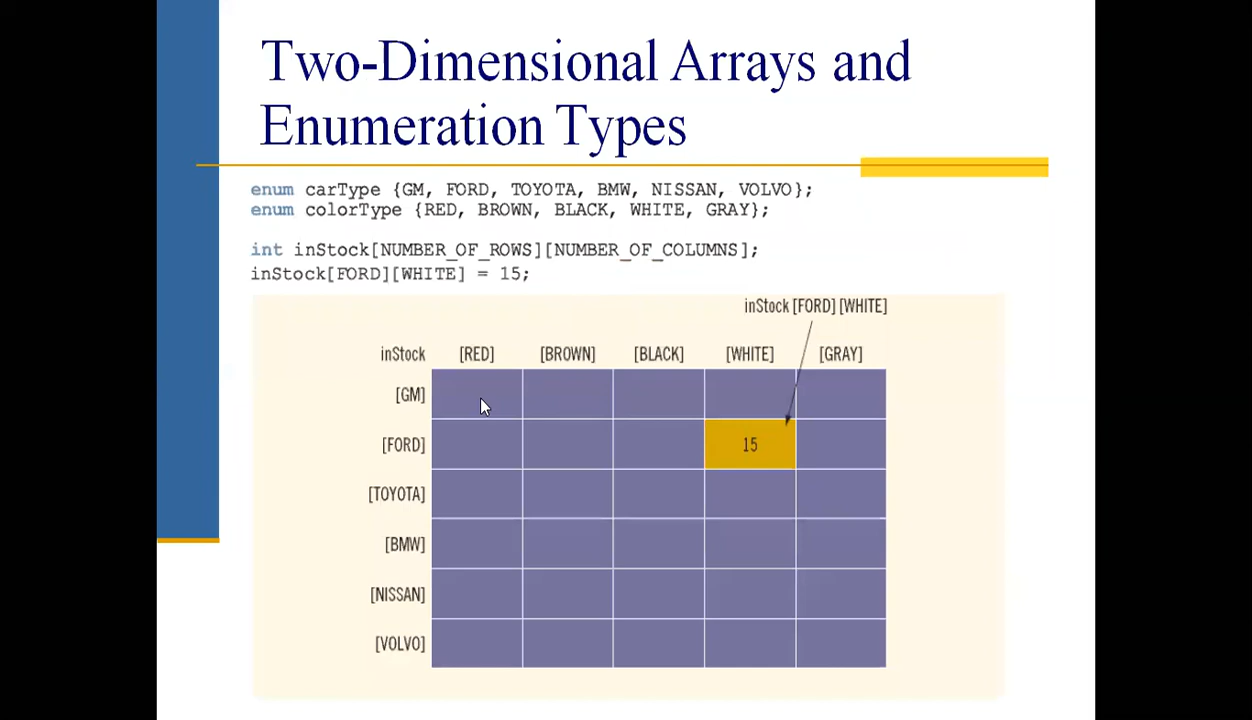 Two-Dimensional Arrays and
Enumeration Types
enum carType {GM, FORD, TOYOTA, BMW, NISSAN, VOLVO};
enum colorType {RED, BROWN, BLACK, WHITE, GRAY};
int inStock[NUMBER_OF_ROWS][NUMBER_OF_COLUMNS];
inStock[FORD][WHITE] = 15;
inStock [FORD] [WHITE]
inStock [RED] [BROWN] [BLACK] [WHITE] [GRAY]
[GM]
[FORD] 15
[TOYOTA]
[BMW]
[NISSAN]
[VOLVO]